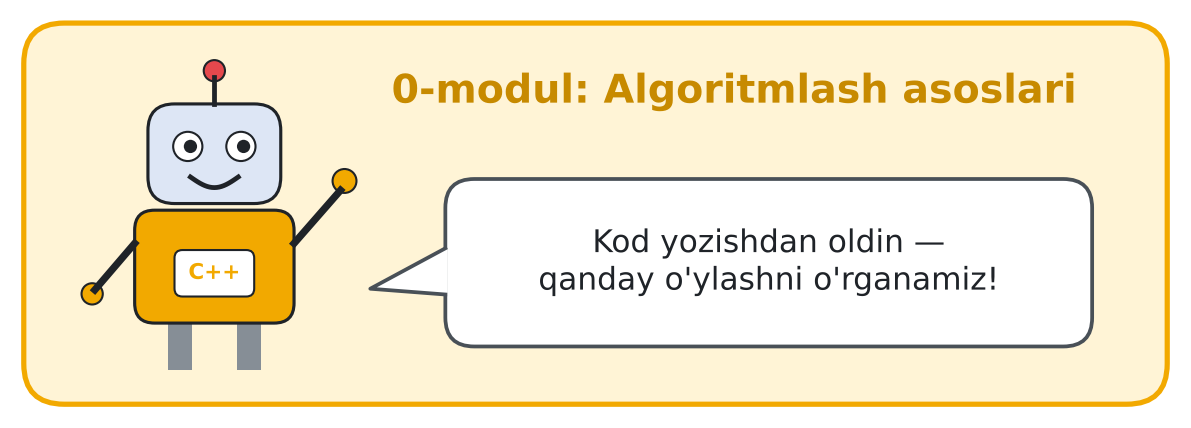 0-modul: Algoritmlash asoslari
Kod yozishdan oldin —
qanday o'ylashni o'rganamiz!
C++